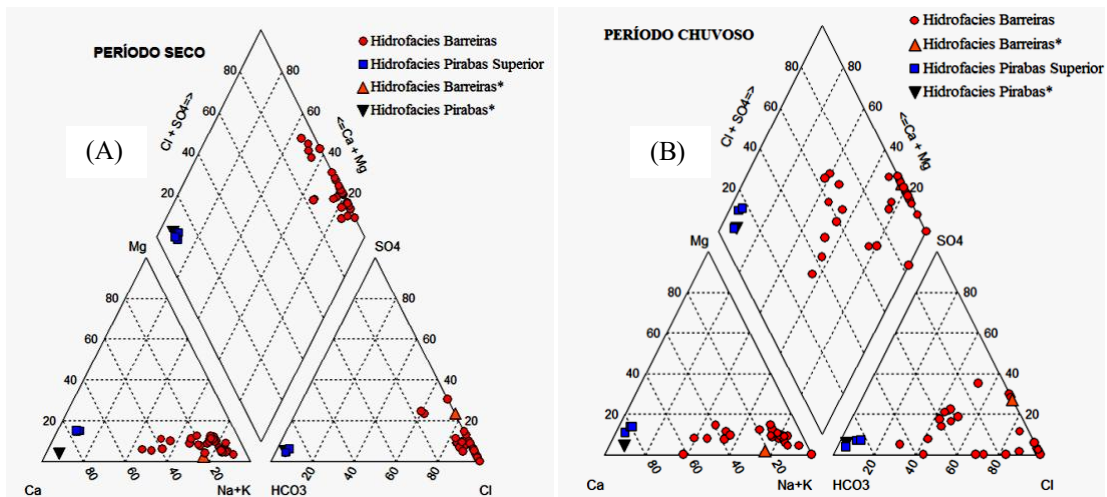 PERÍODO SECO
Hidrofacies Barreiras
Hidrofacies Pirabas Superior
Hidrofacies Barreiras*
Hidrofacies Pirabas*
(A)
80
80
60
60
Cl + SO4=>
<=Ca + Mg
40
40
20
20
Mg
SO4
80
80
60
60
40
40
20
20
80
60
40
20
20
40
60
80
Ca
Na+K
HCO3
Cl
PERÍODO CHUVOSO
Hidrofacies Barreiras
Hidrofacies Barreiras*
Hidrofacies Pirabas Superior
Hidrofacies Pirabas*
(B)
80
80
60
60
Cl + SO4=>
<=Ca + Mg
40
40
20
20
Mg
SO4
80
80
60
60
40
40
20
20
80
60
40
20
20
40
60
80
Ca
Na+K
HCO3
Cl